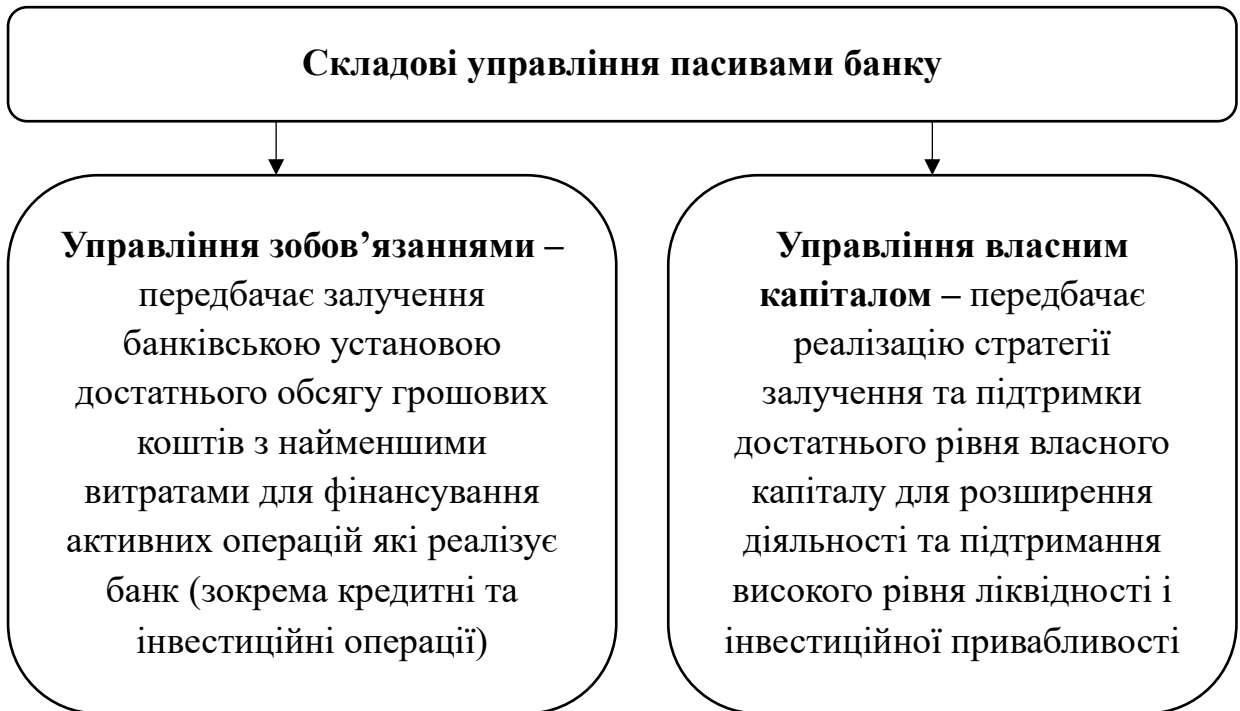 Складові управління пасивами банку
Управління зобов’язаннями –
передбачає залучення
банківською установою
достатнього обсягу грошових
коштів з найменшими
витратами для фінансування
активних операцій які реалізує
банк (зокрема кредитні та
інвестиційні операції)
Управління власним
капіталом – передбачає
реалізацію стратегії
залучення та підтримки
достатнього рівня власного
капіталу для розширення
діяльності та підтримання
високого рівня ліквідності і
інвестиційної привабливості